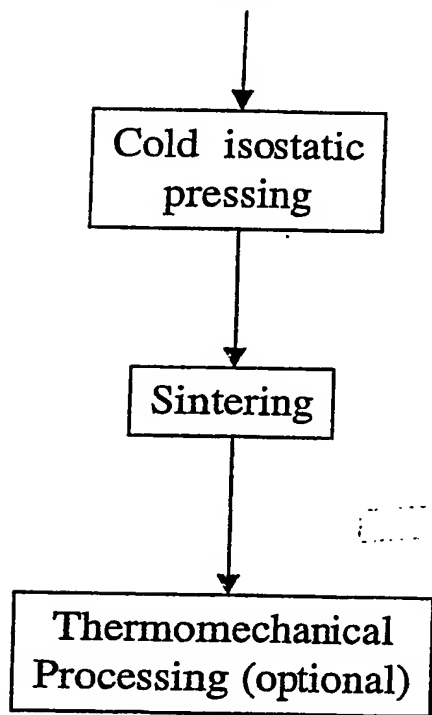 Cold isostatic
pressing
Sintering
Thermomechanical
Processing (optional)